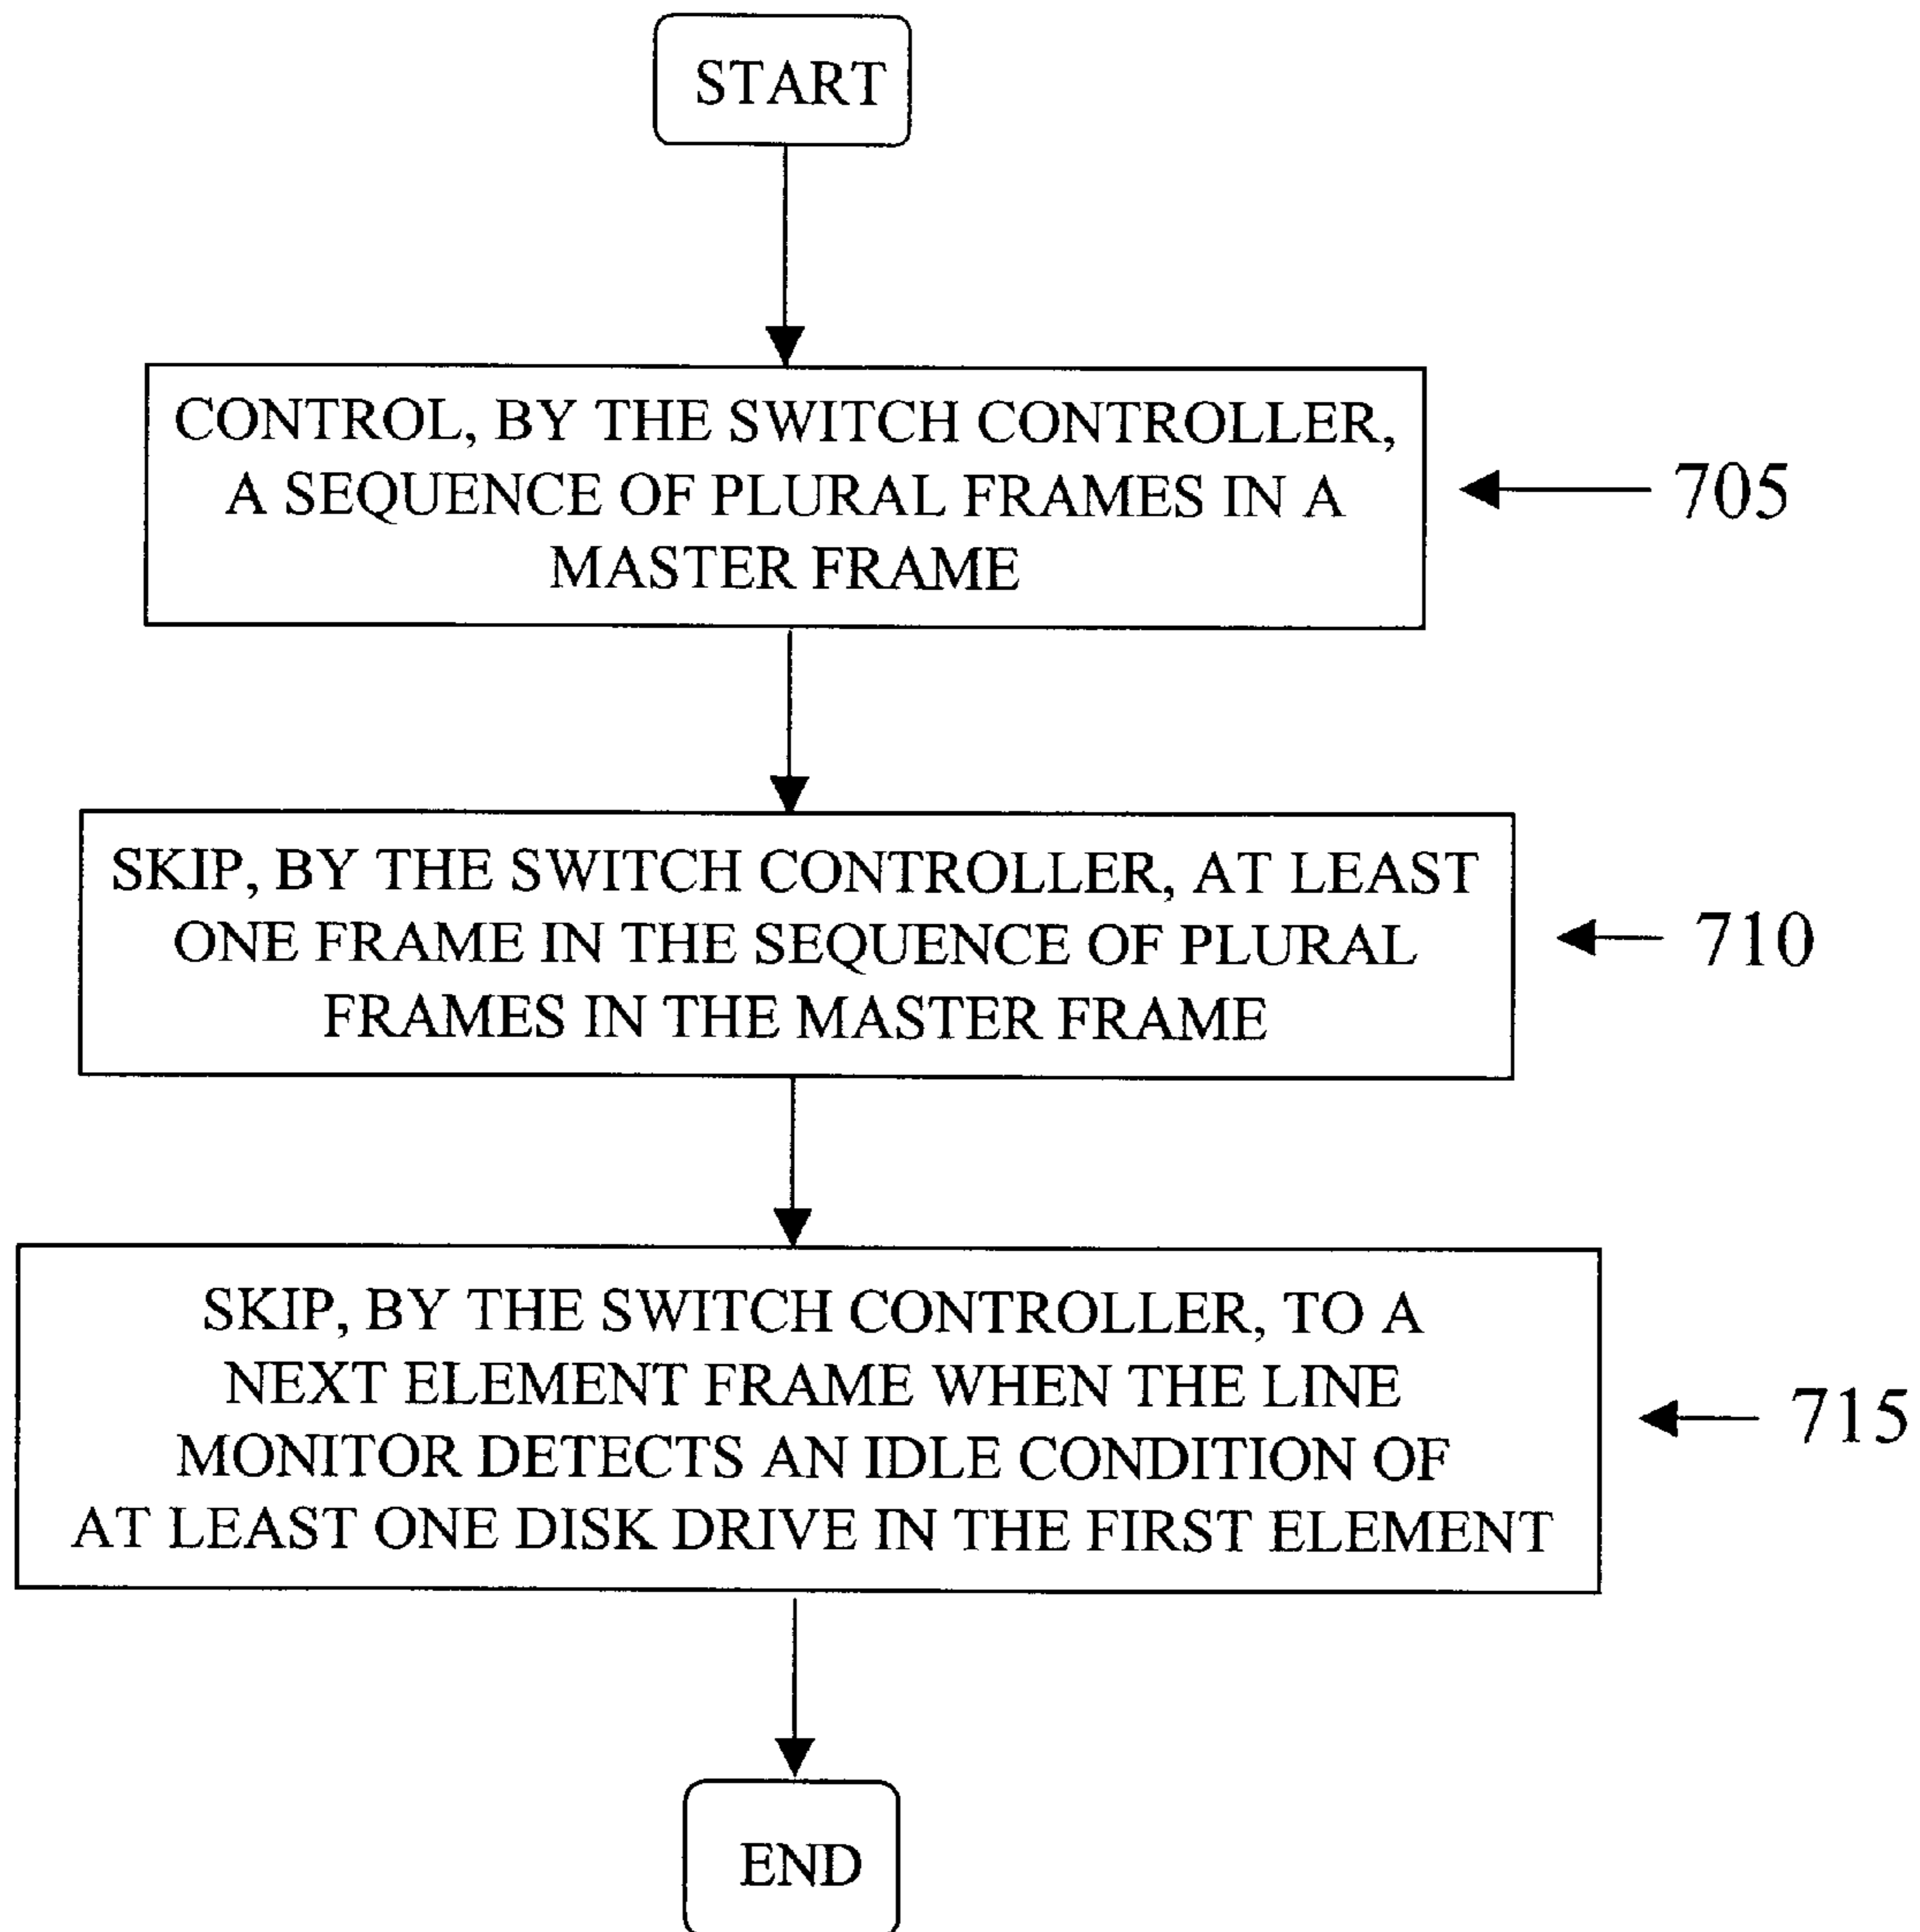 START
CONTROL, BY THE SWITCH CONTROLLER,
A SEQUENCE OF PLURAL FRAMES IN A
MASTER FRAME
705
SKIP, BY THE SWITCH CONTROLLER, AT LEAST
ONE FRAME IN THE SEQUENCE OF PLURAL
FRAMES IN THE MASTER FRAME
710
SKIP, BY THE SWITCH CONTROLLER, TO A
NEXT ELEMENT FRAME WHEN THE LINE
MONITOR DETECTS AN IDLE CONDITION OF
AT LEAST ONE DISK DRIVE IN THE FIRST ELEMENT
715
END